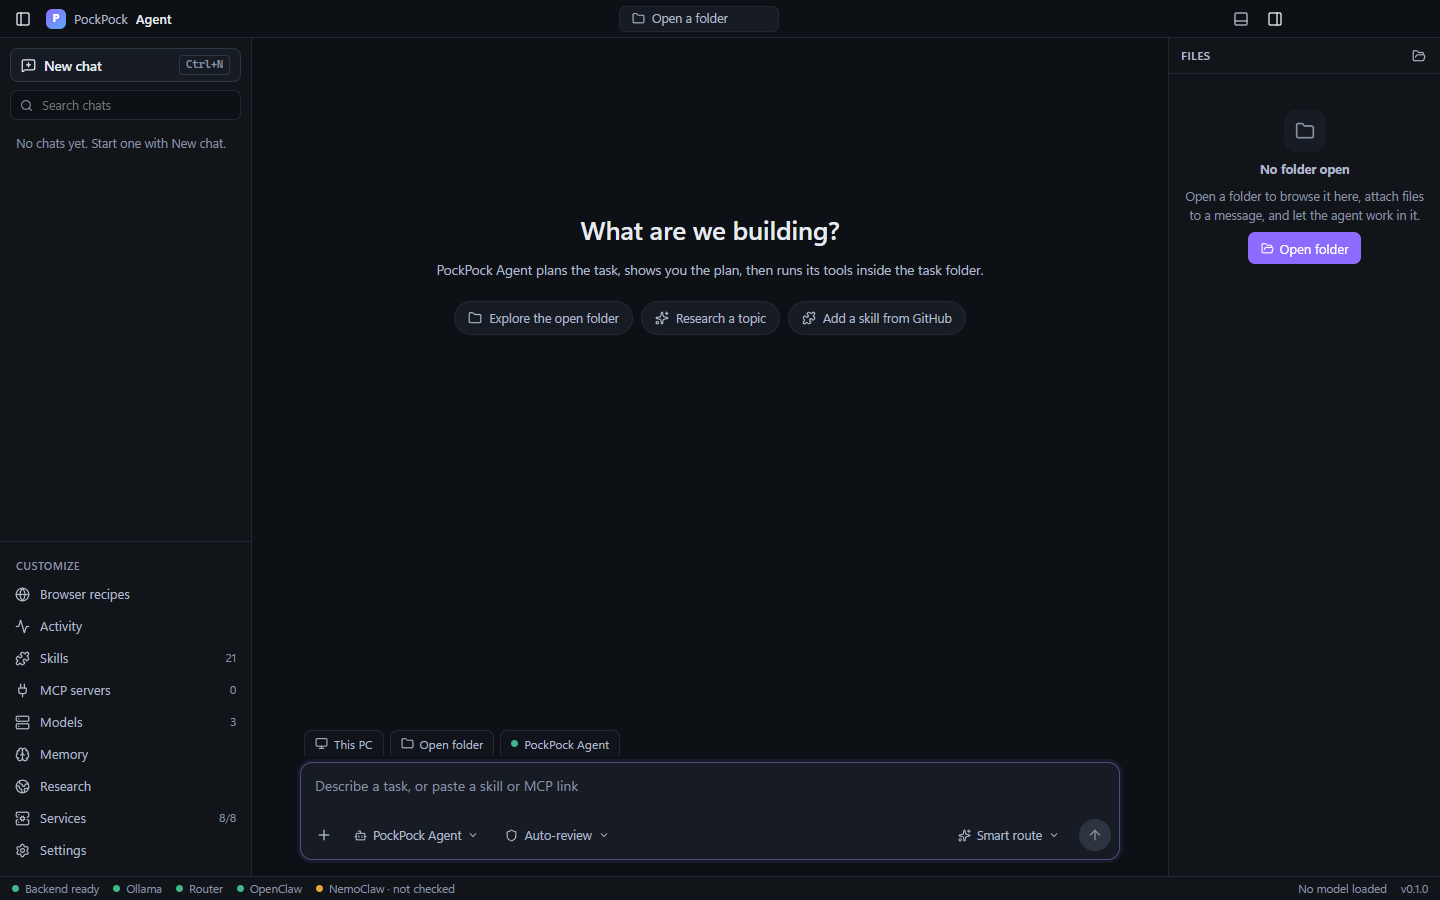 P PockPock Agent
Open a folder
New chat Ctrl+N
Search chats
No chats yet. Start one with New chat.
CUSTOMIZE
Browser recipes
Activity
Skills 21
MCP servers 0
Models 3
Memory
Research
Services 8/8
Settings
What are we building?
PockPock Agent plans the task, shows you the plan, then runs its tools inside the task folder.
Explore the open folder
Research a topic
Add a skill from GitHub
This PC
Open folder
PockPock Agent
Describe a task, or paste a skill or MCP link
PockPock Agent
Auto-review
Smart route
FILES
No folder open
Open a folder to browse it here, attach files
to a message, and let the agent work in it.
Open folder
Backend ready
Ollama
Router
OpenClaw
NemoClaw · not checked
No model loaded
v0.1.0